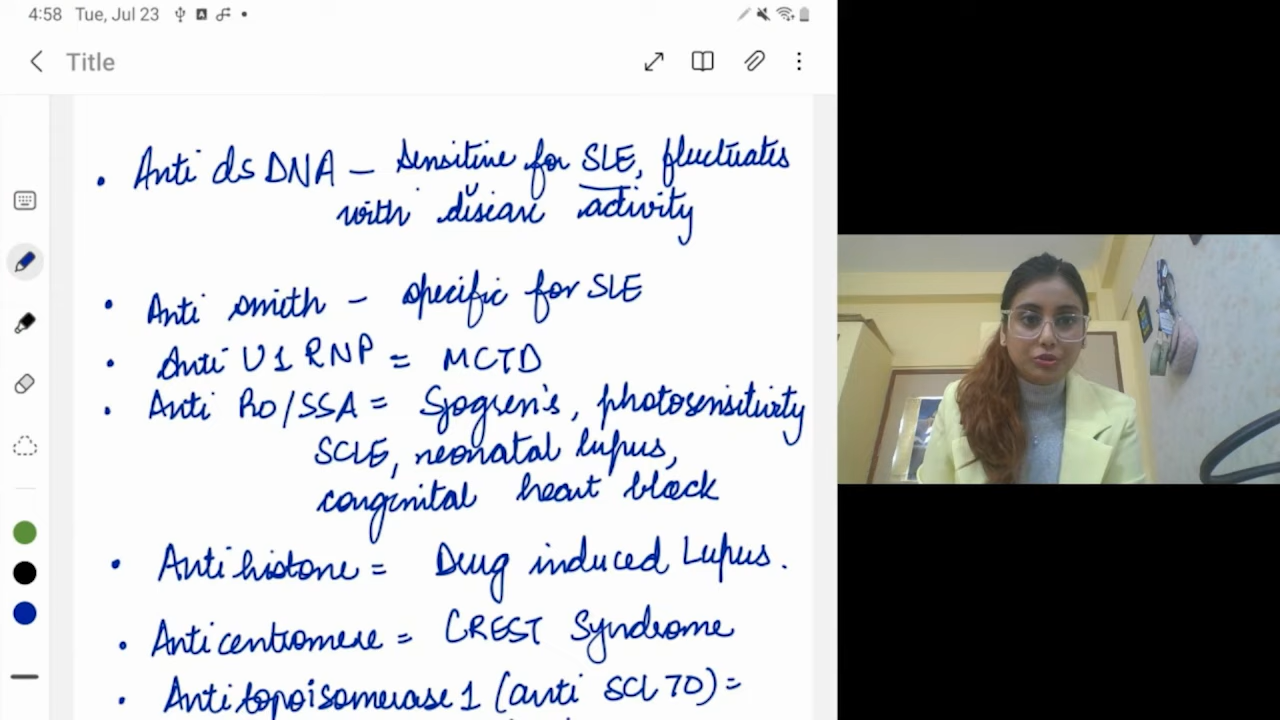 4:58 Tue, Jul 23
Title
• Anti ds DNA – Sensitive for SLE, fluctuates
with disease activity
• Anti smith – specific for SLE
• Anti U1 RNP = MCTD
• Anti Ro/SSA = Sjogren's, photosensitivity
SCLE, neonatal lupus,
congenital heart block
• Anti histone = Drug induced Lupus.
• Anti centromere = CREST Syndrome
• Anti topoisomerase 1 (anti SCL 70) =